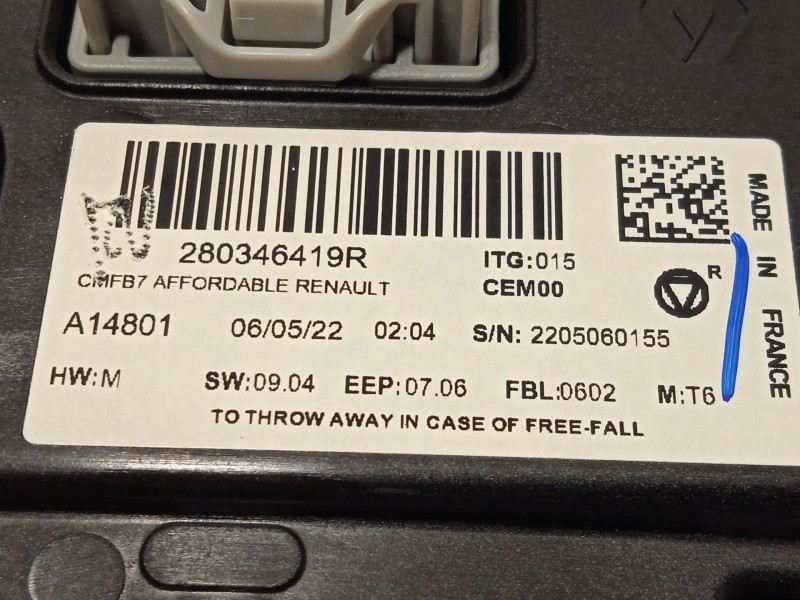 280346419R
ITG:015
CMFB7 AFFORDABLE RENAULT
CEM00
R
A14801 06/05/22 02:04 S/N: 2205060155
HW:M SW:09.04 EEP:07.06 FBL:0602 M:T6
TO THROW AWAY IN CASE OF FREE-FALL
MADE IN FRANCE